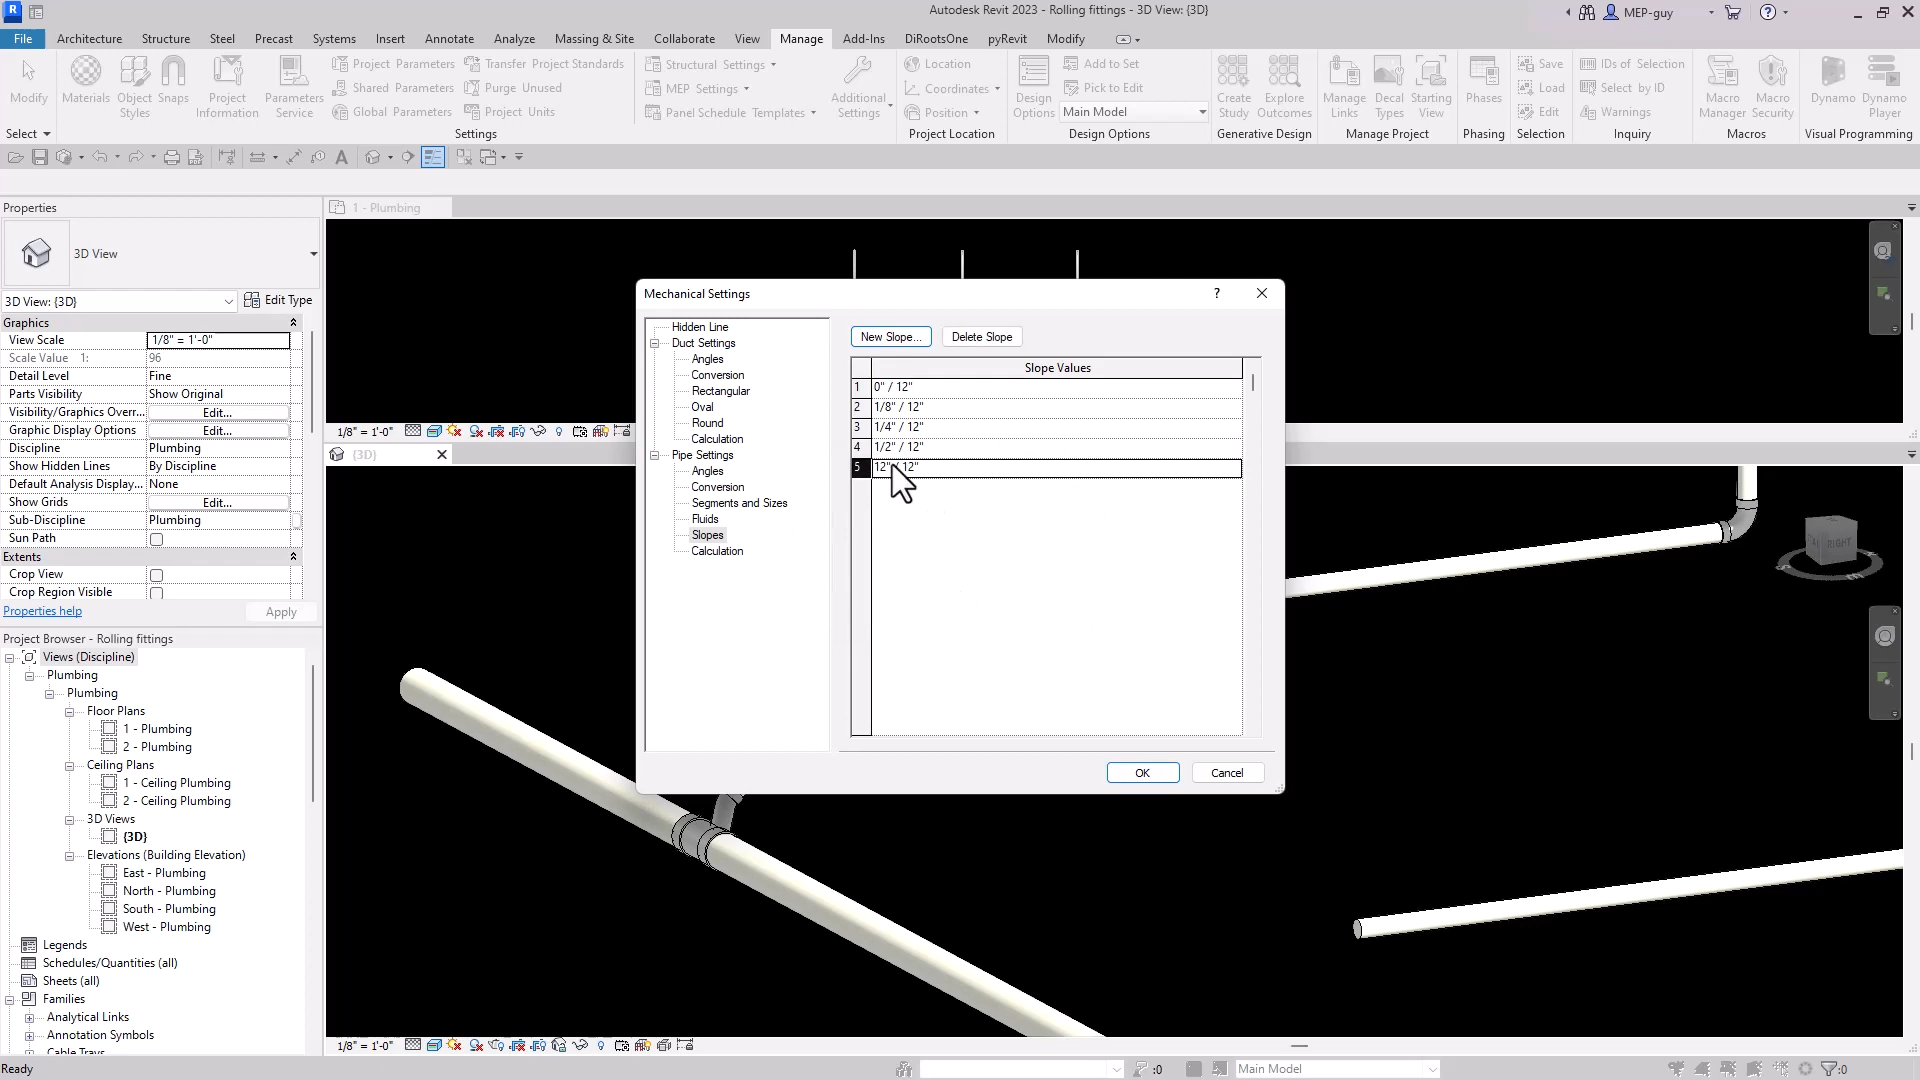 Autodesk Revit 2023 - Rolling fittings - 3D View: {3D}
MEP-guy
File Architecture Structure Steel Precast Systems Insert Annotate Analyze Massing & Site Collaborate View Manage Add-Ins DiRootsOne pyRevit Modify
Modify
Materials
Object Styles
Snaps
Project Information
Parameters Service
Project Parameters
Shared Parameters
Global Parameters
Transfer Project Standards
Purge Unused
Project Units
Structural Settings
MEP Settings
Panel Schedule Templates
Additional Settings
Location
Coordinates
Position
Design Options
Add to Set
Pick to Edit
Main Model
Create Study
Explore Outcomes
Manage Links
Decal Types
Starting View
Phases
Save
Load
Edit
IDs of Selection
Select by ID
Warnings
Macro Manager
Macro Security
Dynamo
Dynamo Player
Select Settings Project Location Design Options Generative Design Manage Project Phasing Selection Inquiry Macros Visual Programming
Properties
3D View
3D View: {3D} Edit Type
Graphics
View Scale 1/8" = 1'-0"
Scale Value 1: 96
Detail Level Fine
Parts Visibility Show Original
Visibility/Graphics Overr... Edit...
Graphic Display Options Edit...
Discipline Plumbing
Show Hidden Lines By Discipline
Default Analysis Display... None
Show Grids Edit...
Sub-Discipline Plumbing
Sun Path
Extents
Crop View
Crop Region Visible
Properties help Apply
Project Browser - Rolling fittings
Views (Discipline)
Plumbing
Plumbing
Floor Plans
1 - Plumbing
2 - Plumbing
Ceiling Plans
1 - Ceiling Plumbing
2 - Ceiling Plumbing
3D Views
{3D}
Elevations (Building Elevation)
East - Plumbing
North - Plumbing
South - Plumbing
West - Plumbing
Legends
Schedules/Quantities (all)
Sheets (all)
Families
Analytical Links
Annotation Symbols
Cable Trays
1 - Plumbing
1/8" = 1'-0"
{3D}
Mechanical Settings
Hidden Line
Duct Settings
Angles
Conversion
Rectangular
Oval
Round
Calculation
Pipe Settings
Angles
Conversion
Segments and Sizes
Fluids
Slopes
Calculation
New Slope... Delete Slope
Slope Values
1 0" / 12"
2 1/8" / 12"
3 1/4" / 12"
4 1/2" / 12"
5 12" / 12"
OK Cancel
RIGHT
1/8" = 1'-0"
Ready
:0
Main Model
:0